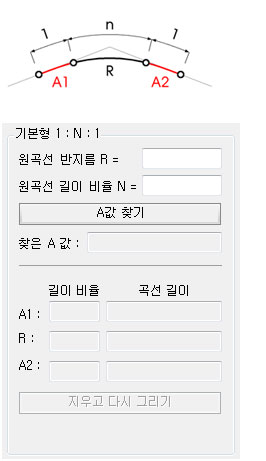 1 n 1
A1 R A2
기본형 1 : N : 1
원곡선 반지름 R =
원곡선 길이 비율 N =
A값 찾기
찾은 A 값 :
길이 비율 곡선 길이
A1 :
R :
A2 :
지우고 다시 그리기